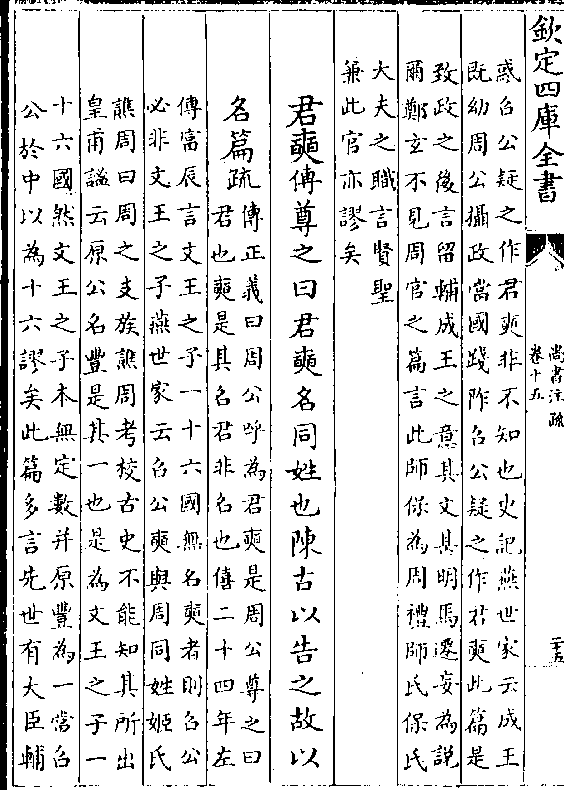 欽定四庫全書
尚書注疏
卷十五
二十五
惑召公疑之作君奭非不知也史記燕世家云成王
既幼周公攝政當國踐阼召公疑之作君奭此篇是
致政之後言留輔成王之意其文甚明馬遷妄為說
爾鄭玄不見周官之篇言此師保為周禮師氏保氏
大夫之職言賢聖
兼此官亦謬矣
君奭傳尊之曰君奭名同姓也陳古以告之故以
名篇疏
傳正義曰周公呼為君奭是周公尊之曰
君也奭是其名君非名也僖二十四年左
傳富辰言文王之子一十六國無名奭者則召公
必非文王之子燕世家云召公奭與周同姓姬氏
譙周曰周之支族譙周考校古史不能知其所出
皇甫謐云原公名豐是其一也是為文王之子一
十六國然文王之子本無定數并原豐為一當召
公於中以為十六謬矣此篇多言先世有大臣輔